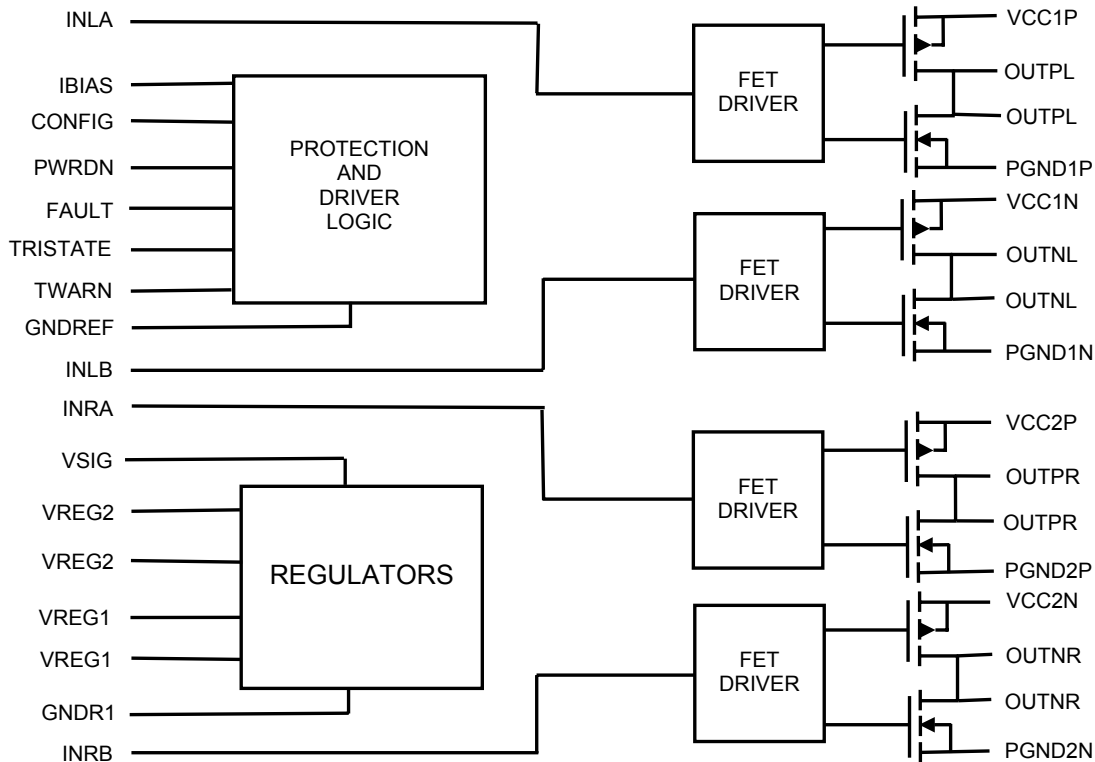 INLA
IBIAS
CONFIG
PWRDN
FAULT
TRISTATE
TWARN
GNDREF
INLB
INRA
VSIG
VREG2
VREG2
VREG1
VREG1
GNDR1
INRB
PROTECTION
AND
DRIVER
LOGIC
REGULATORS
FET
DRIVER
FET
DRIVER
FET
DRIVER
FET
DRIVER
VCC1P
OUTPL
OUTPL
PGND1P
VCC1N
OUTNL
OUTNL
PGND1N
VCC2P
OUTPR
OUTPR
PGND2P
VCC2N
OUTNR
OUTNR
PGND2N